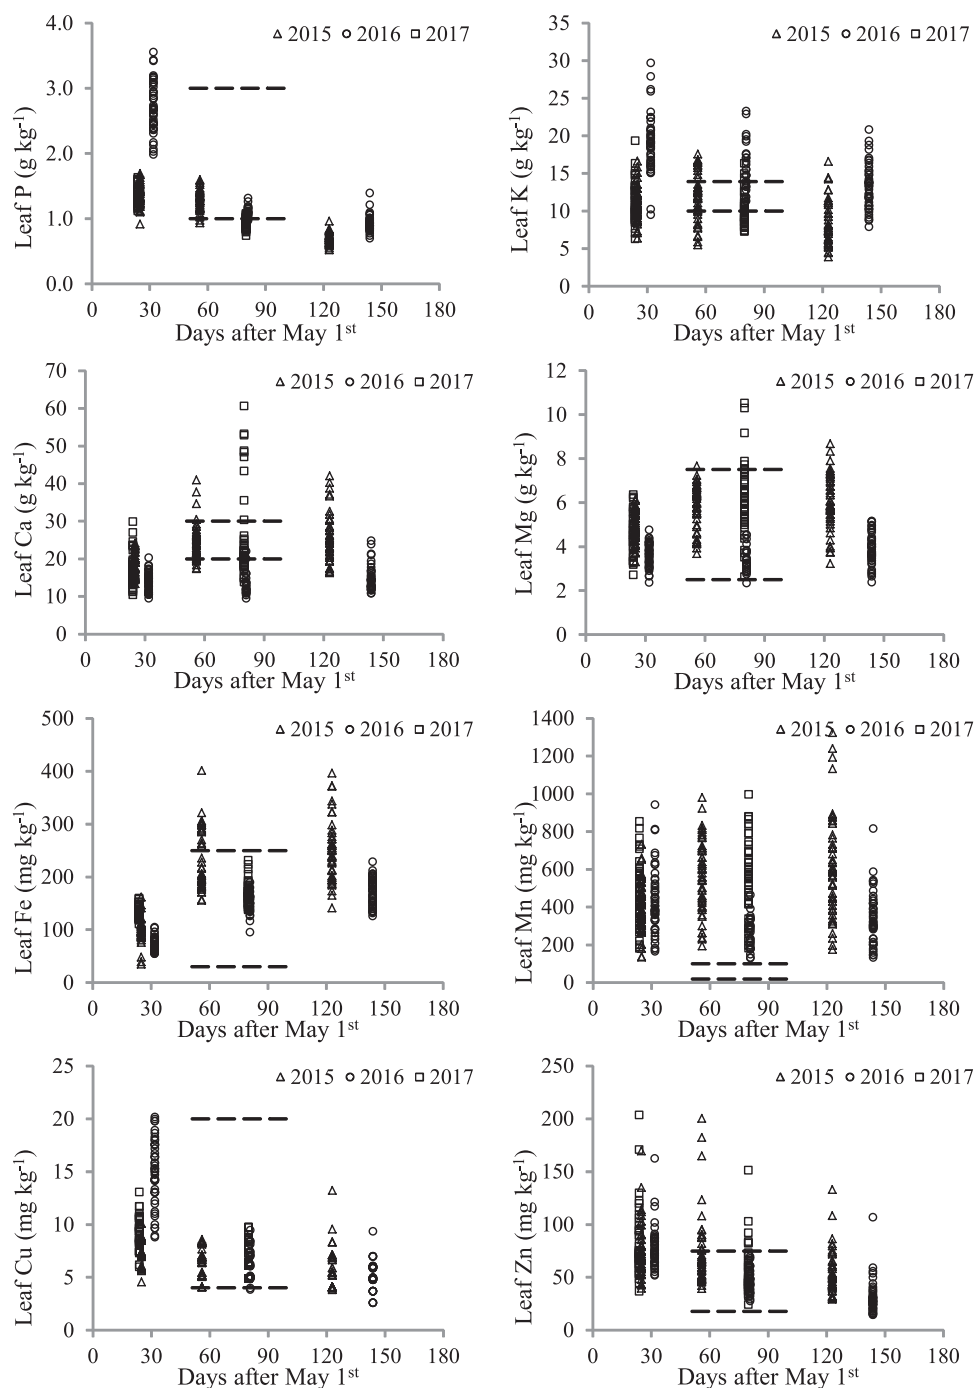 4.0
3.0
2.0
1.0
0.0
Leaf P (g kg-1)
△ 2015 ○ 2016 □ 2017
0 30 60 90 120 150 180
Days after May 1st
35
30
25
20
15
10
5
0
Leaf K (g kg-1)
△ 2015 ○ 2016 □ 2017
0 30 60 90 120 150 180
Days after May 1st
70
60
50
40
30
20
10
0
Leaf Ca (g kg-1)
△ 2015 ○ 2016 □ 2017
0 30 60 90 120 150 180
Days after May 1st
12
10
8
6
4
2
0
Leaf Mg (g kg-1)
△ 2015 ○ 2016 □ 2017
0 30 60 90 120 150 180
Days after May 1st
500
400
300
200
100
0
Leaf Fe (mg kg-1)
△ 2015 ○ 2016 □ 2017
0 30 60 90 120 150 180
Days after May 1st
1400
1200
1000
800
600
400
200
0
Leaf Mn (mg kg-1)
△ 2015 ○ 2016 □ 2017
0 30 60 90 120 150 180
Days after May 1st
25
20
15
10
5
0
Leaf Cu (mg kg-1)
△ 2015 ○ 2016 □ 2017
0 30 60 90 120 150 180
Days after May 1st
250
200
150
100
50
0
Leaf Zn (mg kg-1)
△ 2015 ○ 2016 □ 2017
0 30 60 90 120 150 180
Days after May 1st